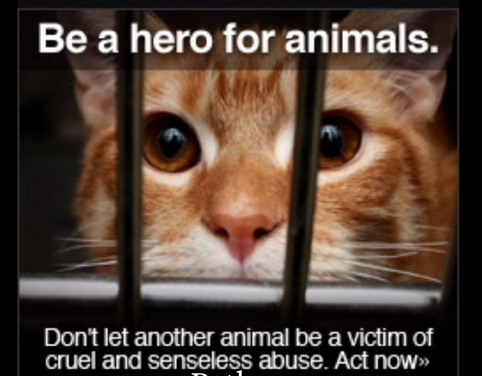 Be a hero for animals.
Don't let another animal be a victim of
cruel and senseless abuse. Act now»